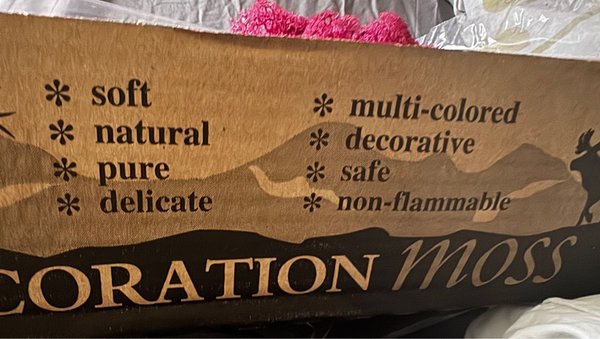 * soft
* natural
* pure
* delicate
* multi-colored
* decorative
* safe
* non-flammable
CORATION moss